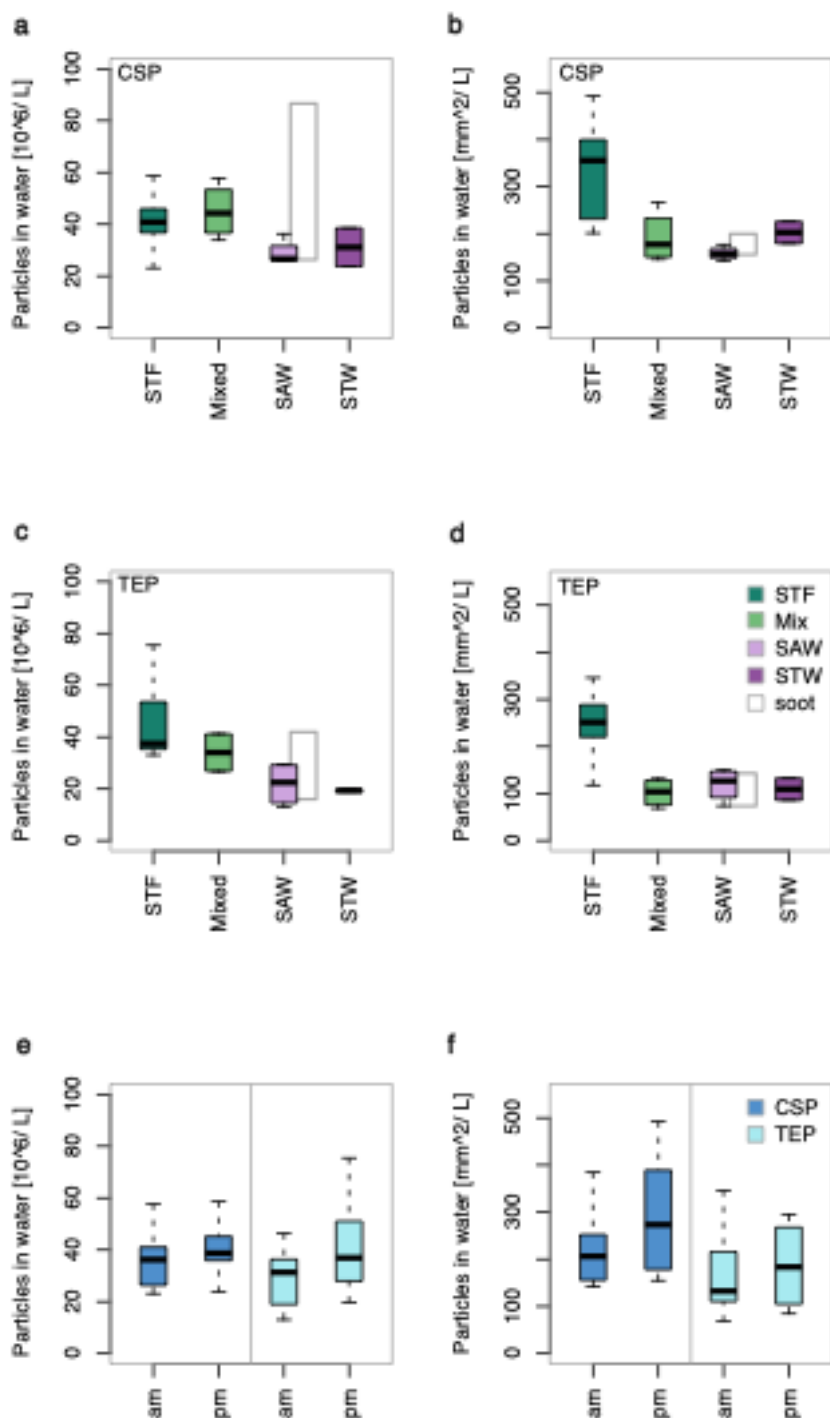 a
CSP
Particles in water [10^6/ L]
0 20 40 60 80 100
STF Mixed SAW STW
b
CSP
Particles in water [mm^2/ L]
0 100 300 500
STF Mixed SAW STW
c
TEP
Particles in water [10^6/ L]
0 20 40 60 80 100
STF Mixed SAW STW
d
TEP
Particles in water [mm^2/ L]
0 100 300 500
STF
Mix
SAW
STW
soot
STF Mixed SAW STW
e
Particles in water [10^6/ L]
0 20 40 60 80 100
am pm am pm
f
Particles in water [mm^2/ L]
0 100 300 500
CSP
TEP
am pm am pm